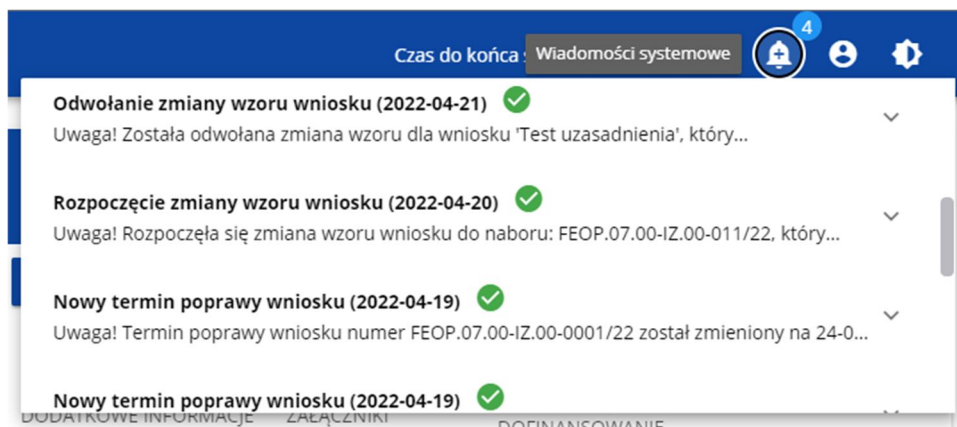 4
Czas do końca
Wiadomości systemowe
Odwołanie zmiany wzoru wniosku (2022-04-21)
Uwaga! Została odwołana zmiana wzoru dla wniosku 'Test uzasadnienia', który...
Rozpoczęcie zmiany wzoru wniosku (2022-04-20)
Uwaga! Rozpoczęła się zmiana wzoru wniosku do naboru: FEOP.07.00-IZ.00-011/22, który...
Nowy termin poprawy wniosku (2022-04-19)
Uwaga! Termin poprawy wniosku numer FEOP.07.00-IZ.00-0001/22 został zmieniony na 24-0...
Nowy termin poprawy wniosku (2022-04-19)
DODATKOWE INFORMACJE ZAŁĄCZNIKI
DOFINANSOWANIE